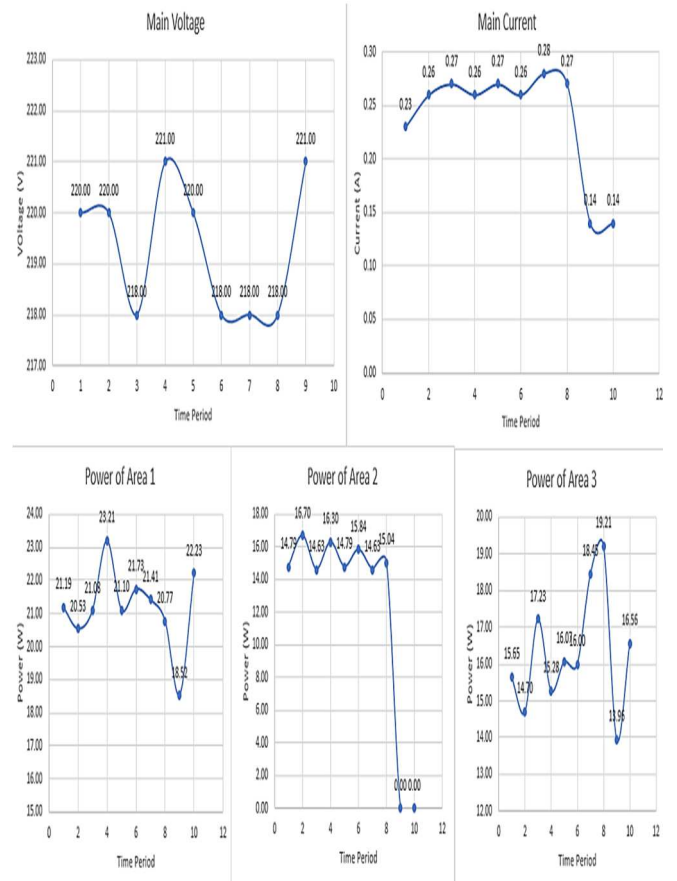 Main Voltage
223.00
222.00
221.00
220.00
219.00
218.00
217.00
VOltage (V)
220.00 220.00 218.00 221.00 220.00 218.00 218.00 218.00 221.00
0 1 2 3 4 5 6 7 8 9 10
Time Period
Main Current
0.30
0.25
0.20
0.15
0.10
0.05
0.00
Current (A)
0.23 0.26 0.27 0.26 0.27 0.26 0.28 0.27 0.14 0.14
0 2 4 6 8 10 12
Time Period
Power of Area 1
24.00
23.00
22.00
21.00
20.00
19.00
18.00
17.00
16.00
15.00
Power (W)
21.19 20.53 21.08 23.21 21.10 21.73 21.41 20.77 18.52 22.23
0 2 4 6 8 10 12
Time Period
Power of Area 2
18.00
16.00
14.00
12.00
10.00
8.00
6.00
4.00
2.00
0.00
Power (W)
14.79 16.70 14.63 16.30 14.79 15.84 14.63 15.04 0.00 0.00
0 2 4 6 8 10 12
Time Period
Power of Area 3
20.00
19.00
18.00
17.00
16.00
15.00
14.00
13.00
12.00
Power (W)
15.65 14.70 17.23 15.28 16.07 16.00 18.45 19.21 13.95 16.56
0 2 4 6 8 10 12
Time Period